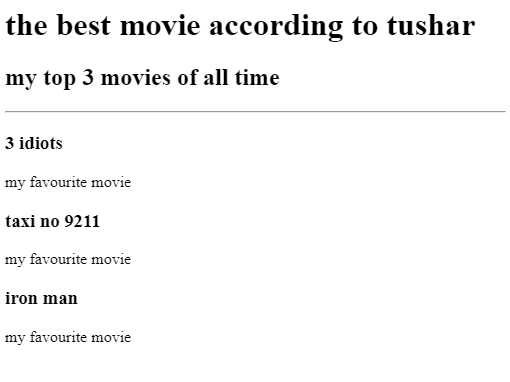 the best movie according to tushar
my top 3 movies of all time
3 idiots
my favourite movie
taxi no 9211
my favourite movie
iron man
my favourite movie